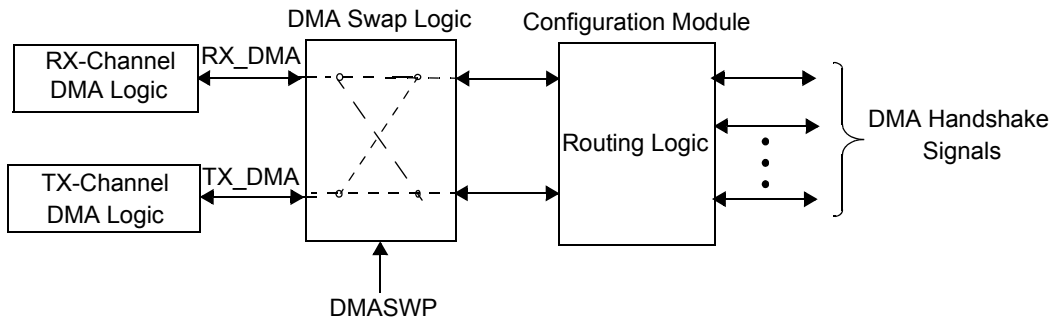 DMA Swap Logic
Configuration Module
RX-Channel
DMA Logic
RX_DMA
TX-Channel
DMA Logic
TX_DMA
Routing Logic
DMA Handshake
Signals
DMASWP